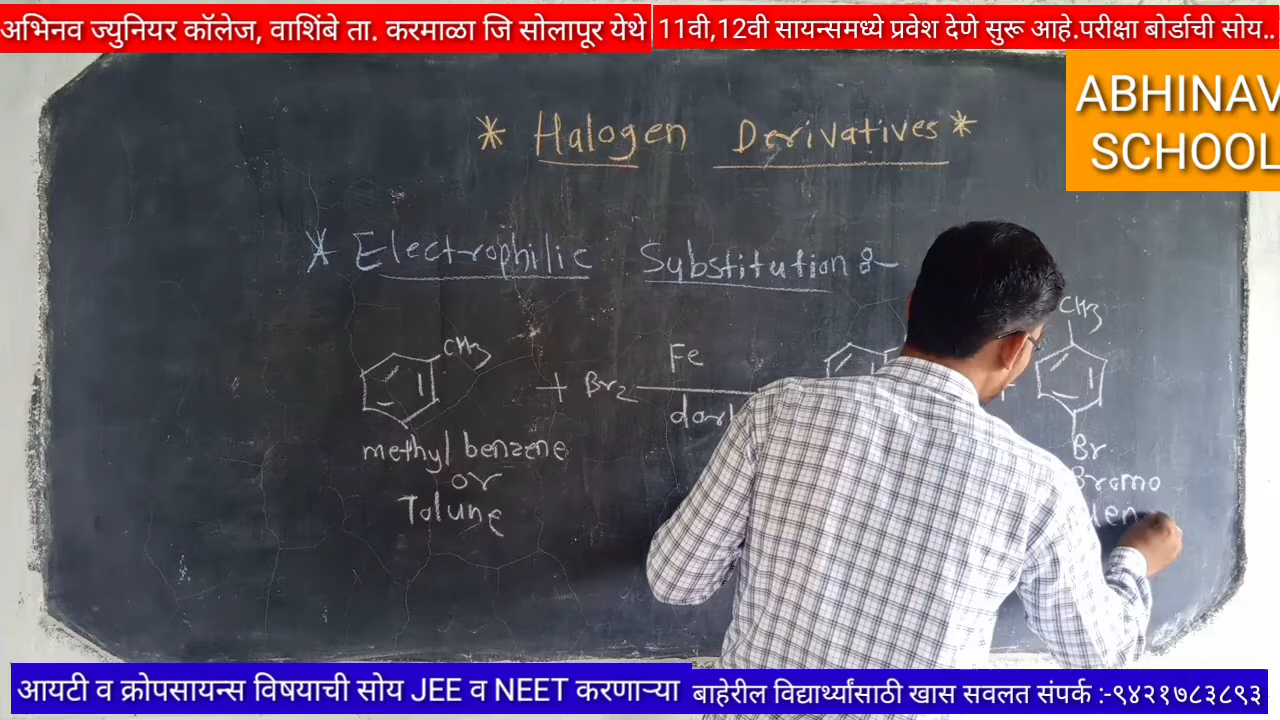 अभिनव ज्युनियर कॉलेज, वाशिंबे ता. करमाळा जि सोलापूर येथे
11वी,12वी सायन्समध्ये प्रवेश देणे सुरू आहे.परीक्षा बोर्डाची सोय..
ABHINAV
SCHOOL
* Halogen Derivatives *
* Electrophilic Substitution :-
CH3
CH3
+ Br2
Fe
dark
+
Br
methyl benzene
or
Tolune
Bromo
आयटी व क्रोपसायन्स विषयाची सोय JEE व NEET करणाऱ्या
बाहेरील विद्यार्थ्यांसाठी खास सवलत संपर्क :-९४२१७८३८९३